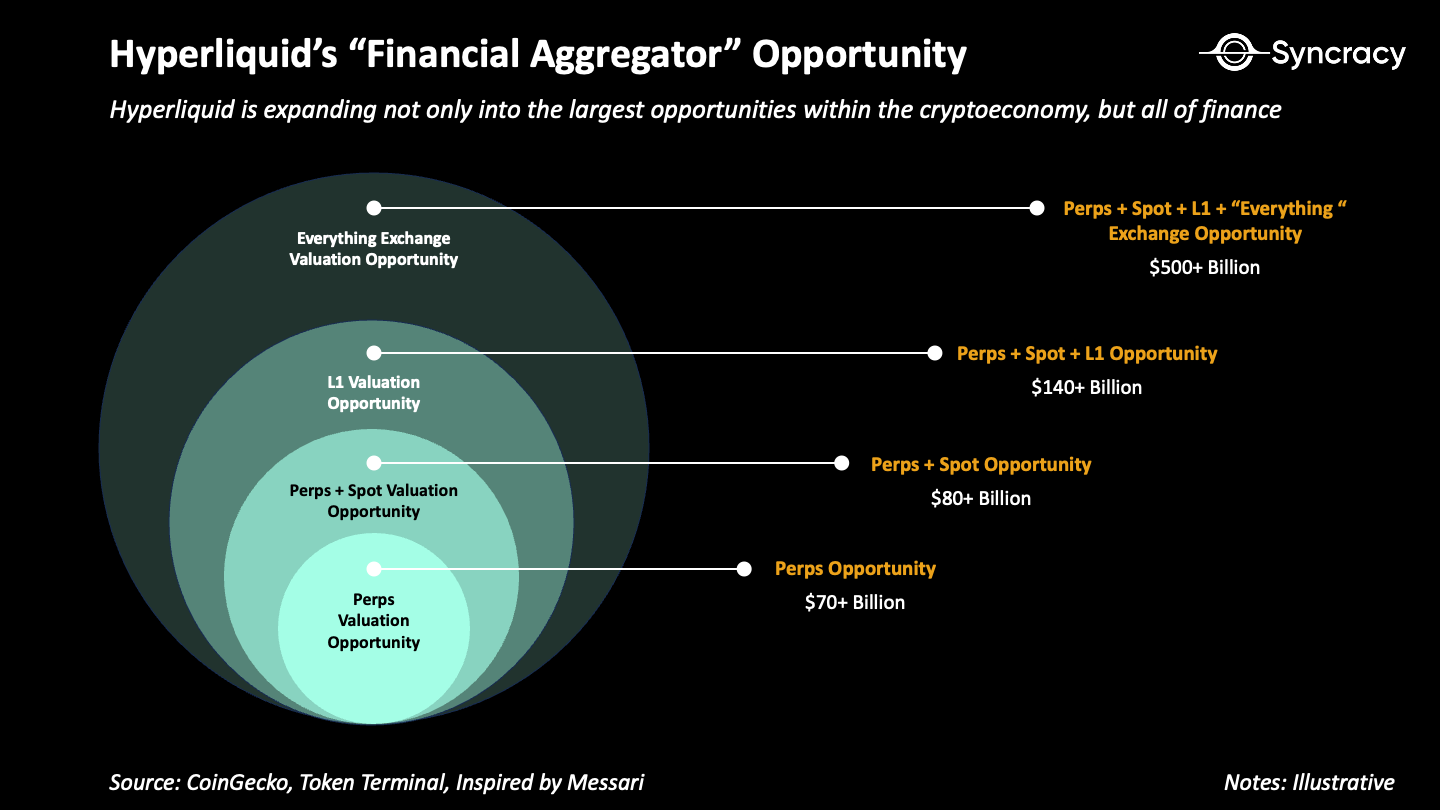 Hyperliquid’s “Financial Aggregator” Opportunity
Syncracy
Hyperliquid is expanding not only into the largest opportunities within the cryptoeconomy, but all of finance
Everything Exchange
Valuation Opportunity
Perps + Spot + L1 + “Everything “
Exchange Opportunity
$500+ Billion
L1 Valuation
Opportunity
Perps + Spot + L1 Opportunity
$140+ Billion
Perps + Spot Valuation
Opportunity
Perps + Spot Opportunity
$80+ Billion
Perps
Valuation
Opportunity
Perps Opportunity
$70+ Billion
Source: CoinGecko, Token Terminal, Inspired by Messari
Notes: Illustrative